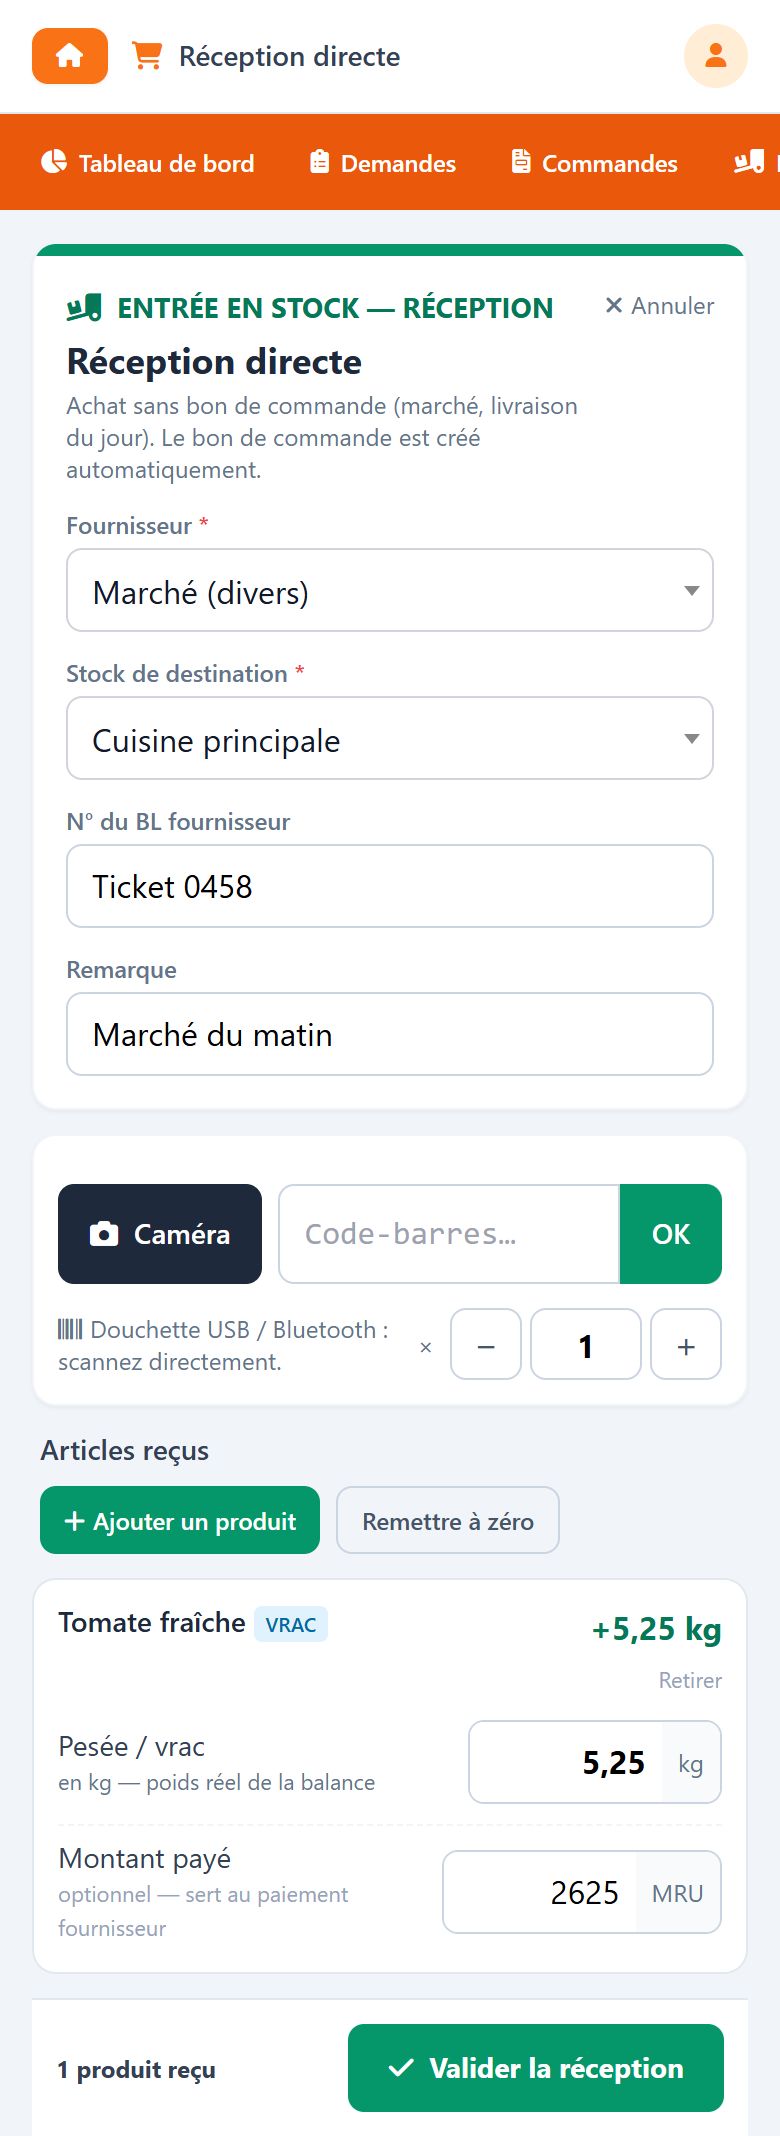 Réception directe
Tableau de bord
Demandes
Commandes
ENTRÉE EN STOCK — RÉCEPTION
Annuler
Réception directe
Achat sans bon de commande (marché, livraison
du jour). Le bon de commande est créé
automatiquement.
Fournisseur *
Marché (divers)
Stock de destination *
Cuisine principale
N° du BL fournisseur
Ticket 0458
Remarque
Marché du matin
Caméra
Code-barres…
OK
Douchette USB / Bluetooth :
scannez directement.
×
−
1
+
Articles reçus
+ Ajouter un produit
Remettre à zéro
Tomate fraîche
VRAC
+5,25 kg
Retirer
Pesée / vrac
en kg — poids réel de la balance
5,25
kg
Montant payé
optionnel — sert au paiement
fournisseur
2625
MRU
1 produit reçu
Valider la réception